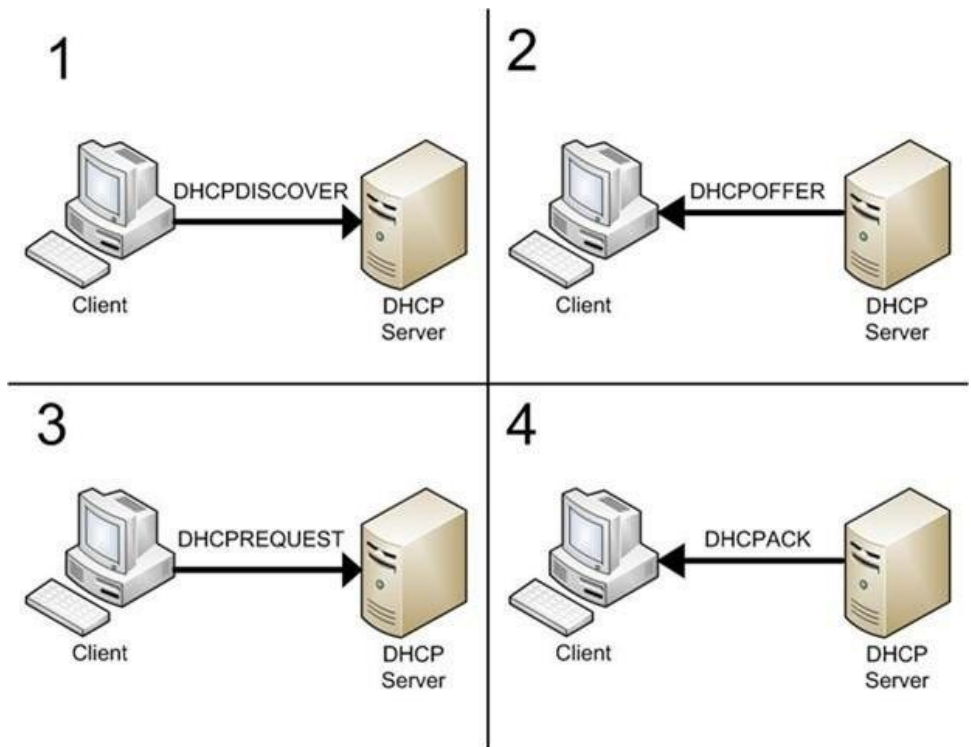 1
DHCPDISCOVER
Client
DHCP
Server
2
DHCPOFFER
Client
DHCP
Server
3
DHCPREQUEST
Client
DHCP
Server
4
DHCPACK
Client
DHCP
Server